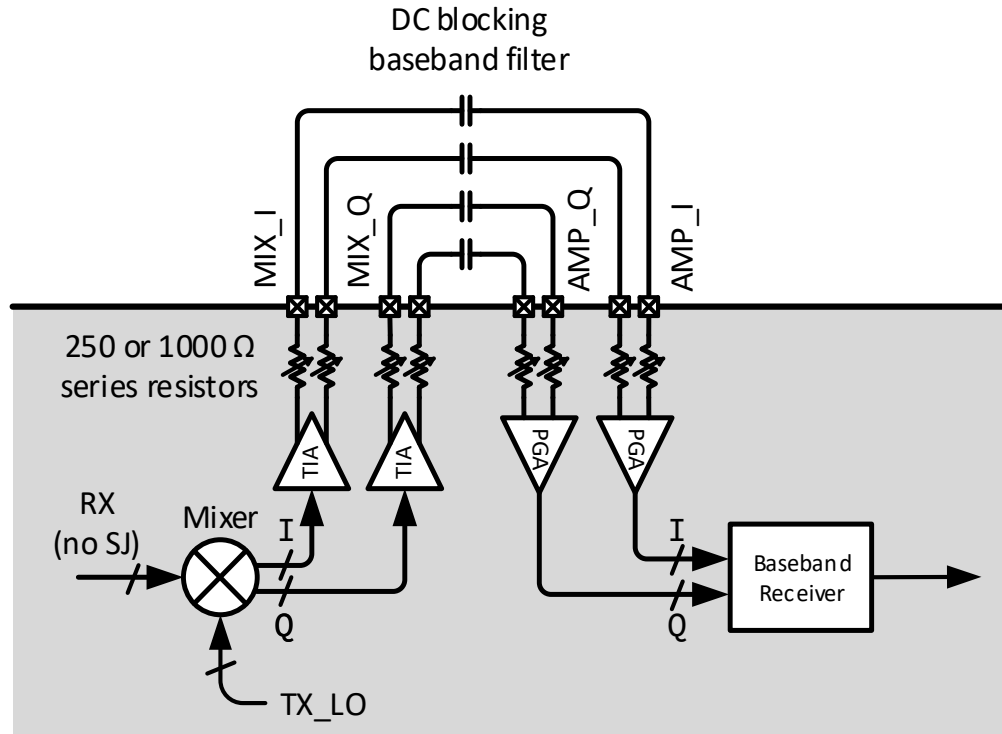 DC blocking
baseband filter
MIX_I
MIX_Q
AMP_Q
AMP_I
250 or 1000 Ω
series resistors
TIA
TIA
PGA
PGA
RX
(no SJ)
Mixer
I
Q
I
Q
Baseband
Receiver
TX_LO